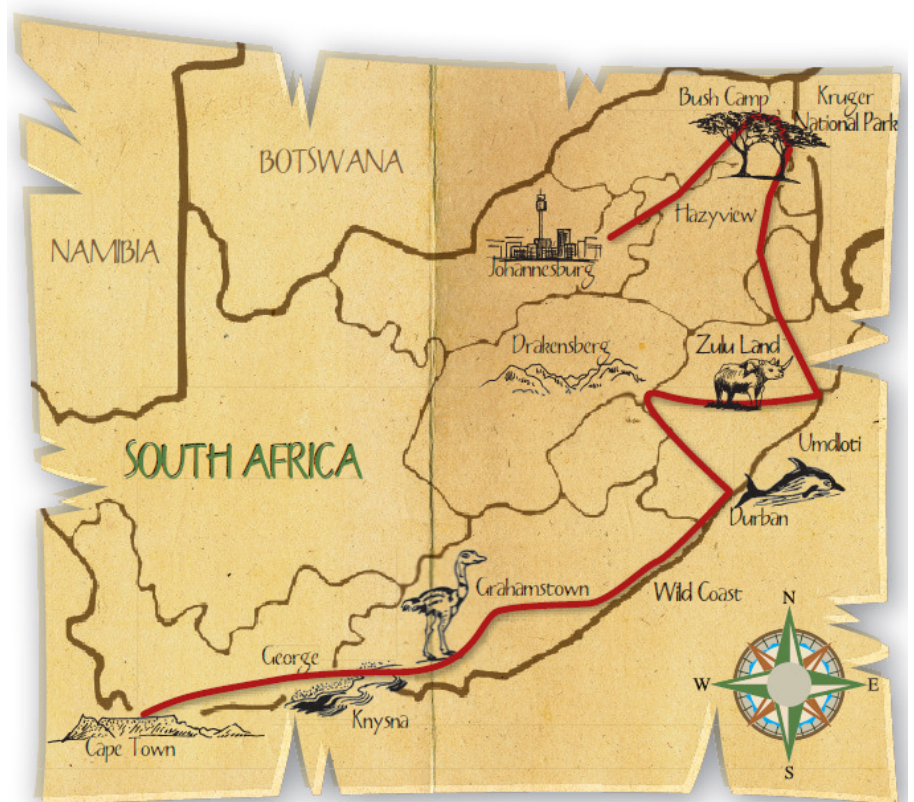 Bush Camp
Kruger
National Park
BOTSWANA
Hazyview
NAMIBIA
Johannesburg
Drakensberg
Zulu Land
Umdloti
SOUTH AFRICA
Durban
Grahamstown
Wild Coast
N
George
W
E
Knysna
Cape Town
S